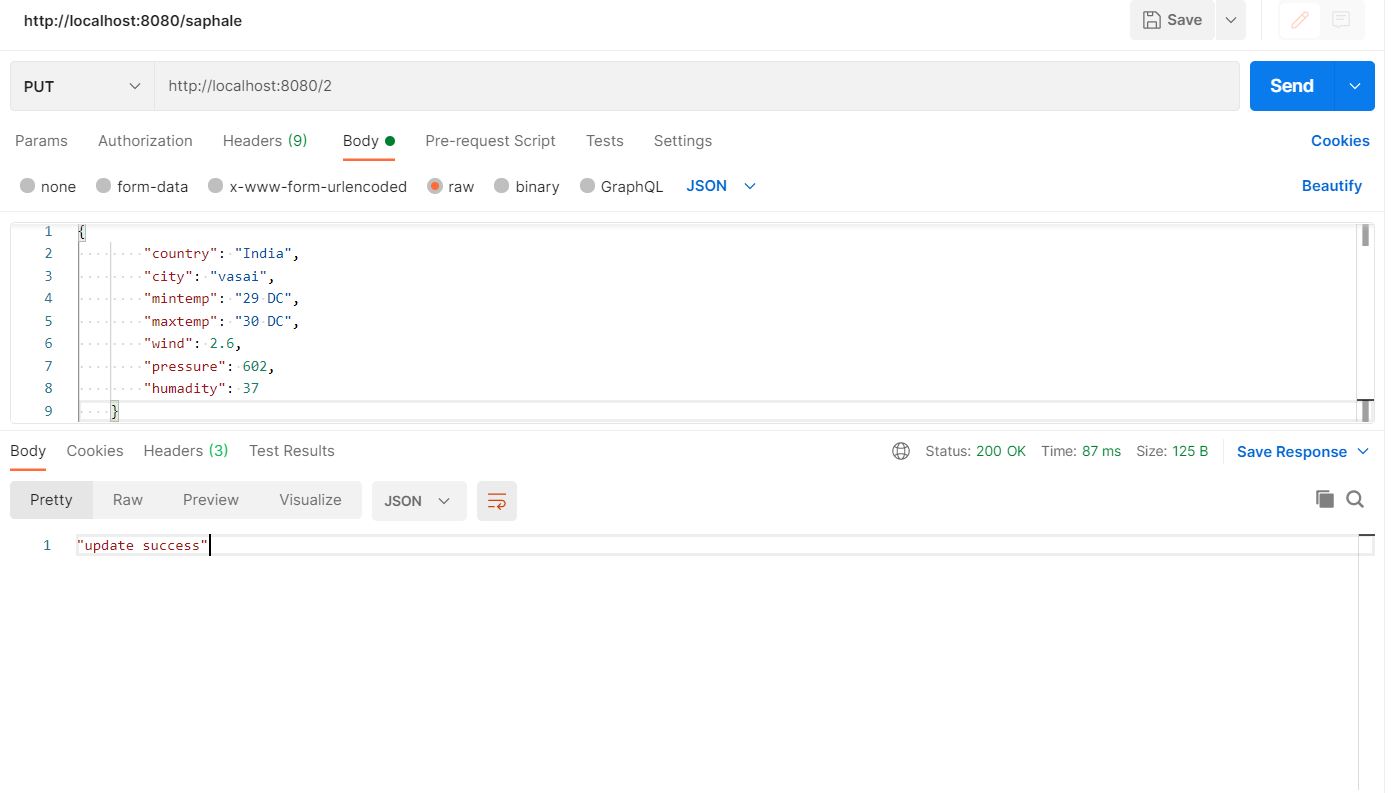 http://localhost:8080/saphale
Save
PUT
http://localhost:8080/2
Send
Params Authorization Headers (9) Body Pre-request Script Tests Settings Cookies
none form-data x-www-form-urlencoded raw binary GraphQL JSON Beautify
1 {
2 "country": "India",
3 "city": "vasai",
4 "mintemp": "29 DC",
5 "maxtemp": "30 DC",
6 "wind": 2.6,
7 "pressure": 602,
8 "humadity": 37
9 }
Body Cookies Headers (3) Test Results Status: 200 OK Time: 87 ms Size: 125 B Save Response
Pretty Raw Preview Visualize JSON
1 "update success"